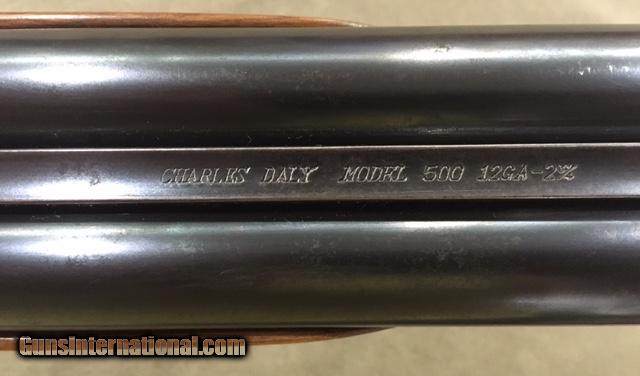 CHARLES DALY MODEL 500 12GA-2¾
GunsInternational.com